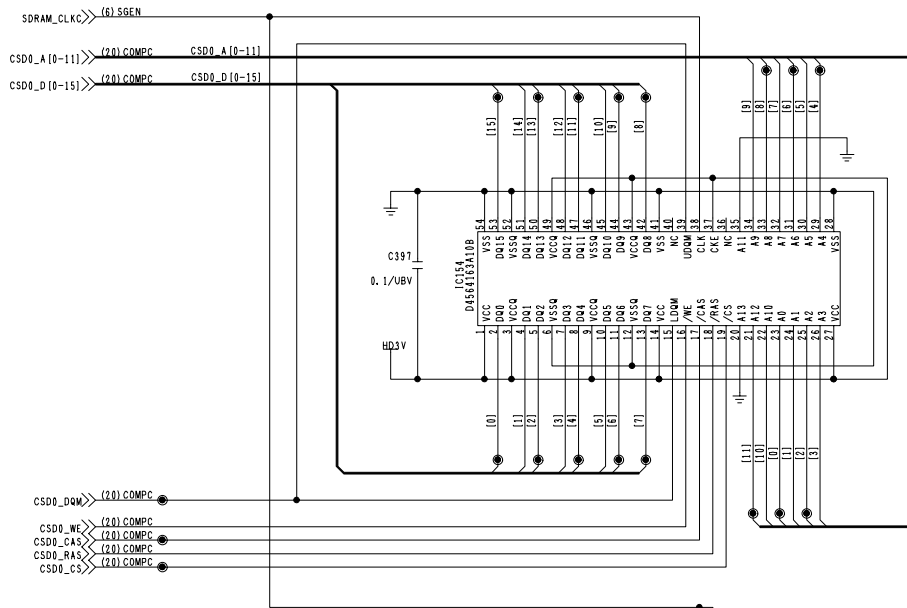 SDRAM_CLKC (6) SGEN
CSD0_A[0-11] (20) COMPC CSD0_A[0-11]
CSD0_D[0-15] (20) COMPC CSD0_D[0-15]
[15] [14] [13] [12] [11] [10] [9] [8] [9] [8] [7] [6] [5] [4]
54 53 52 51 50 49 48 47 46 45 44 43 42 41 40 39 38 37 36 35 34 33 32 31 30 29 28
VSS DQ15 VSSQ DQ14 DQ13 VCCQ DQ12 DQ11 VSSQ DQ10 DQ9 VCCQ DQ8 VSS NC UDQM CLK CKE NC A11 A9 A8 A7 A6 A5 A4 VSS
C397
0.1/UBV
IC154
D4564163A10B
VCC DQ0 VCCQ DQ1 DQ2 VSSQ DQ3 DQ4 VCCQ DQ5 DQ6 VSSQ DQ7 VCC LDQM /WE /CAS /RAS /CS A13 A12 A10 A0 A1 A2 A3 VCC
1 2 3 4 5 6 7 8 9 10 11 12 13 14 15 16 17 18 19 20 21 22 23 24 25 26 27
HD3V
[0] [1] [2] [3] [4] [5] [6] [7] [11] [10] [0] [1] [2] [3]
CSD0_DQM (20) COMPC
CSD0_WE (20) COMPC
CSD0_CAS (20) COMPC
CSD0_RAS (20) COMPC
CSD0_CS (20) COMPC